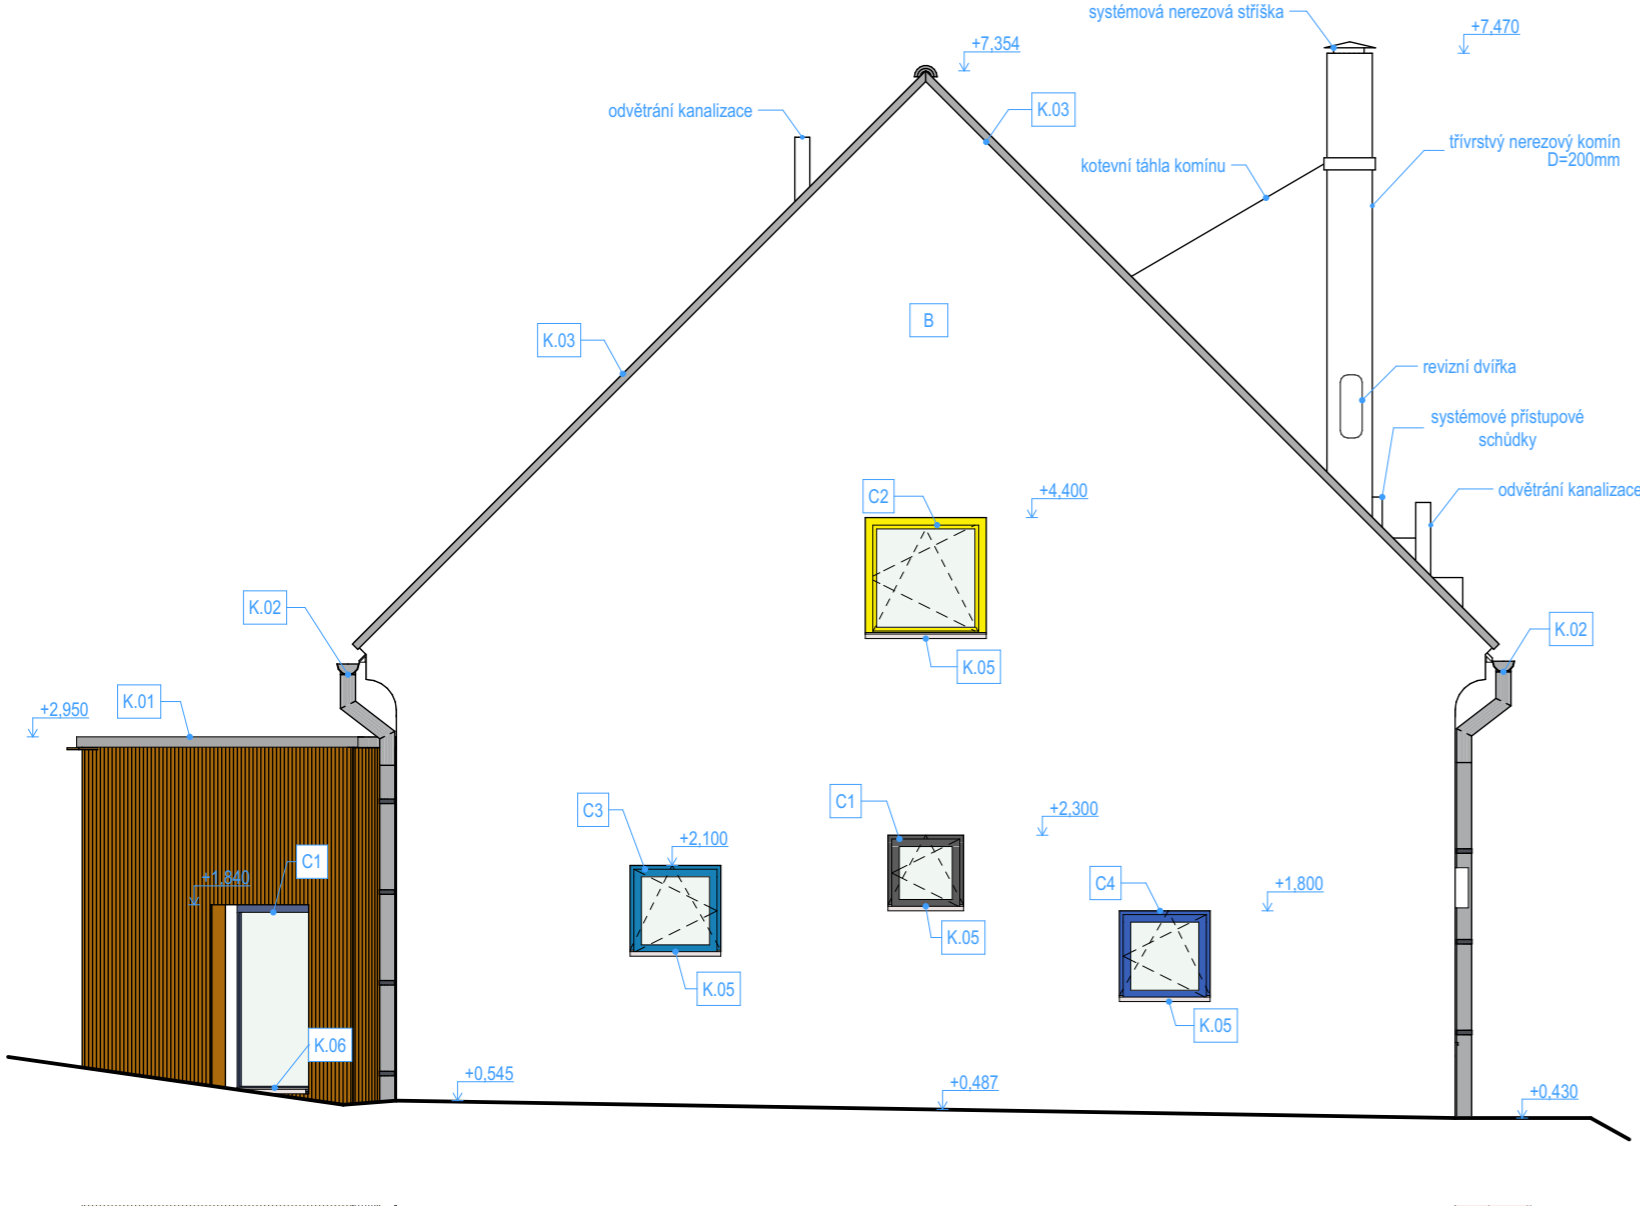 systémová nerezová stříška
+7,470
+7,354
odvětrání kanalizace
K.03
třívrstvý nerezový komín
D=200mm
kotevní táhla komínu
B
K.03
revizní dvířka
systémové přístupové
schůdky
C2
+4,400
odvětrání kanalizace
K.02
K.02
K.05
K.01
+2,950
C3
C1
+2,300
+2,100
C1
+1,840
C4
+1,800
K.05
K.05
K.05
K.06
+0,545
+0,487
+0,430